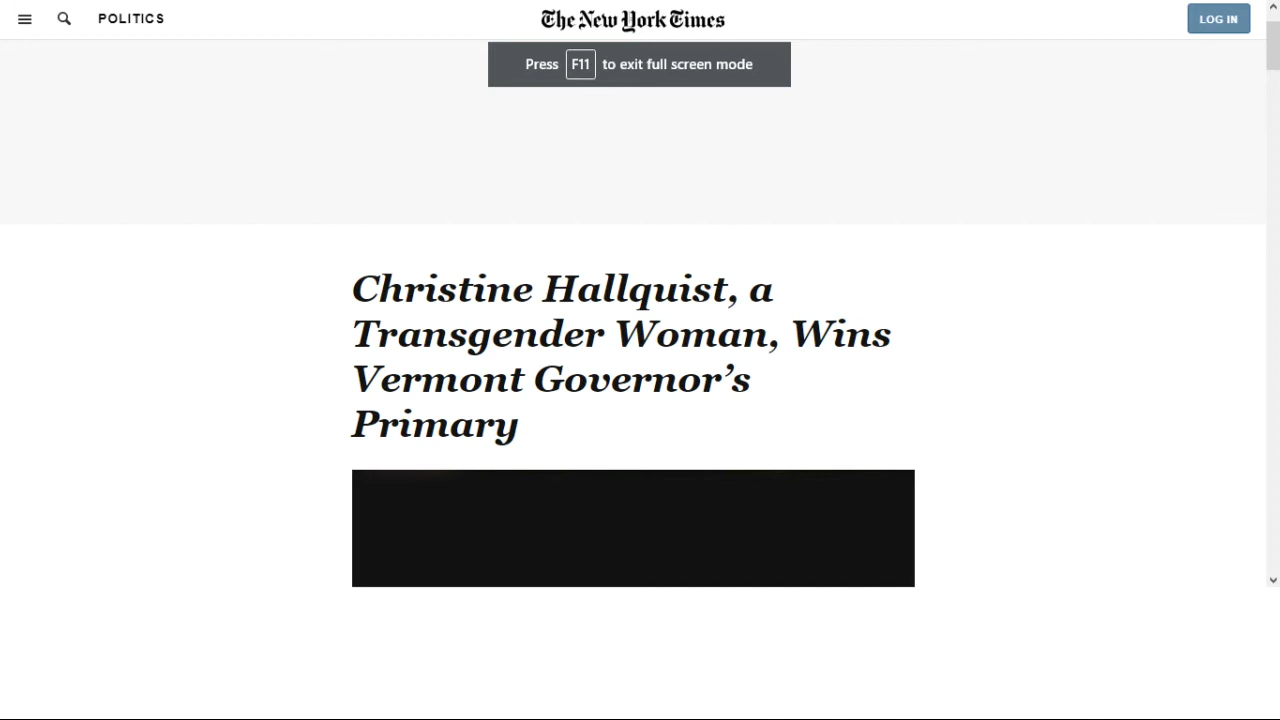 POLITICS
The New York Times
LOG IN
Press F11 to exit full screen mode
Christine Hallquist, a
Transgender Woman, Wins
Vermont Governor’s
Primary